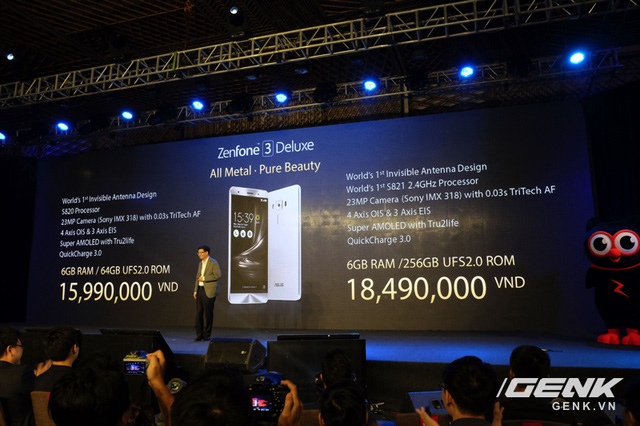 Zenfone 3 Deluxe
All Metal · Pure Beauty
World's 1st Invisible Antenna Design
S820 Processor
23MP Camera (Sony IMX 318) with 0.03s TriTech AF
4 Axis OIS & 3 Axis EIS
Super AMOLED with Tru2life
QuickCharge 3.0
6GB RAM / 64GB UFS2.0 ROM
15,990,000 VND
World's 1st Invisible Antenna Design
World's 1st S821 2.4GHz Processor
23MP Camera (Sony IMX 318) with 0.03s TriTech AF
4 Axis OIS & 3 Axis EIS
Super AMOLED with Tru2life
QuickCharge 3.0
6GB RAM /256GB UFS2.0 ROM
18,490,000 VND
GENK
GENK.VN